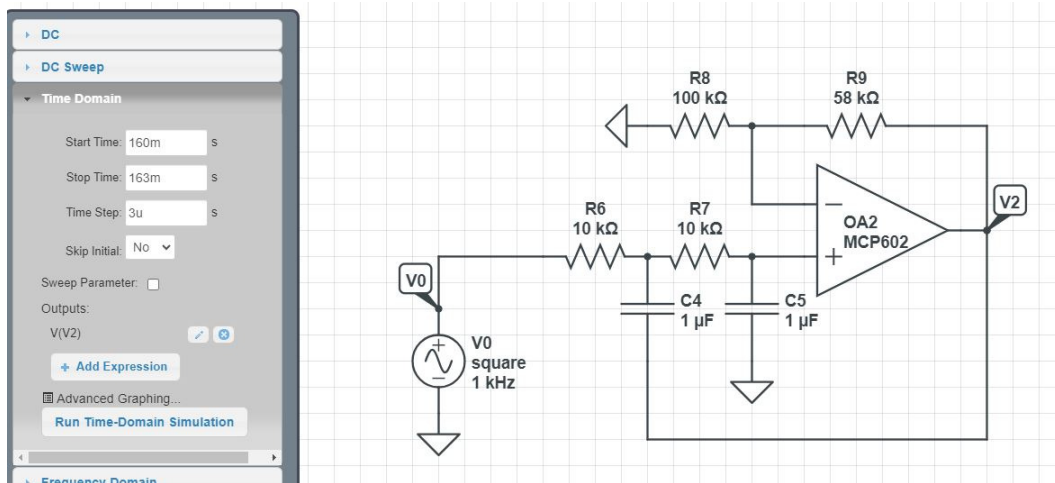 DC
DC Sweep
Time Domain
Start Time: 160m s
Stop Time: 163m s
Time Step: 3u s
Skip Initial: No
Sweep Parameter:
Outputs:
V(V2)
+ Add Expression
Advanced Graphing...
Run Time-Domain Simulation
Frequency Domain
R8
100 kΩ
R9
58 kΩ
R6
10 kΩ
R7
10 kΩ
−
+
OA2
MCP602
V2
V0
C4
1 µF
C5
1 µF
+
−
V0
square
1 kHz